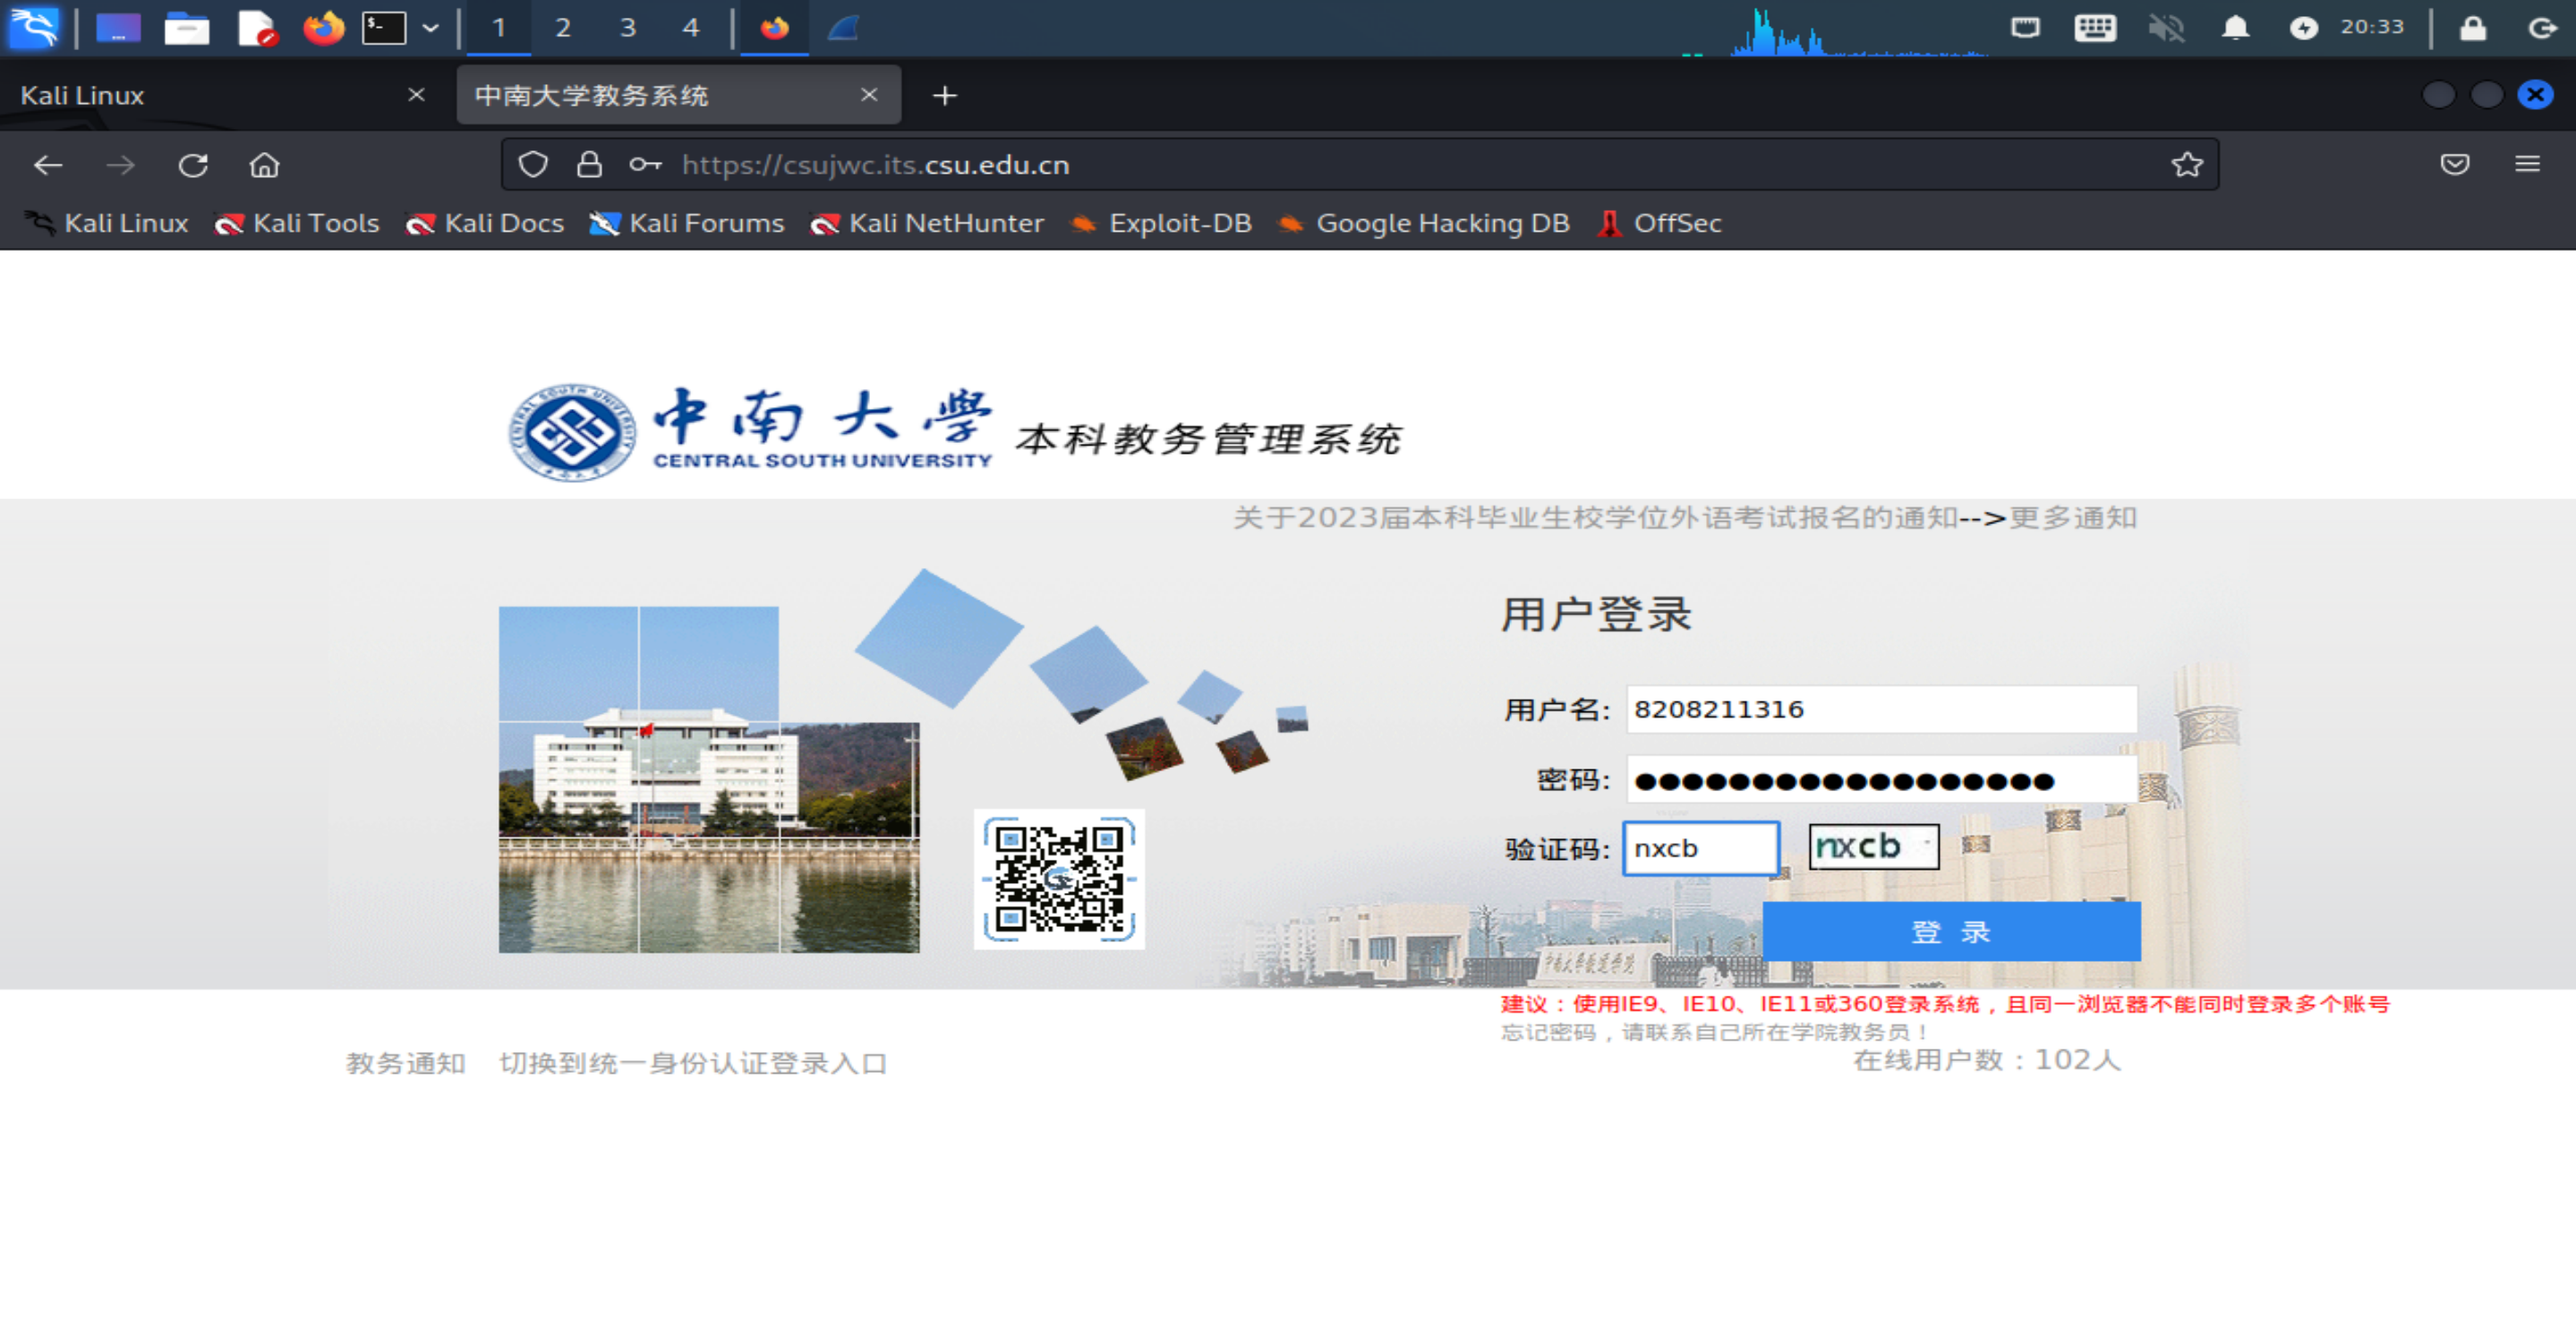 1 2 3 4 20:33
Kali Linux 中南大学教务系统
https://csujwc.its.csu.edu.cn
Kali Linux Kali Tools Kali Docs Kali Forums Kali NetHunter Exploit-DB Google Hacking DB OffSec
中南大學
CENTRAL SOUTH UNIVERSITY
本科教务管理系统
关于2023届本科毕业生校学位外语考试报名的通知-->更多通知
用户登录
用户名: 8208211316
密码: ●●●●●●●●●●●●●●●●●●
验证码: nxcb nxcb
登 录
建议：使用IE9、IE10、IE11或360登录系统，且同一浏览器不能同时登录多个账号
忘记密码，请联系自己所在学院教务员！
教务通知 切换到统一身份认证登录入口
在线用户数：102人